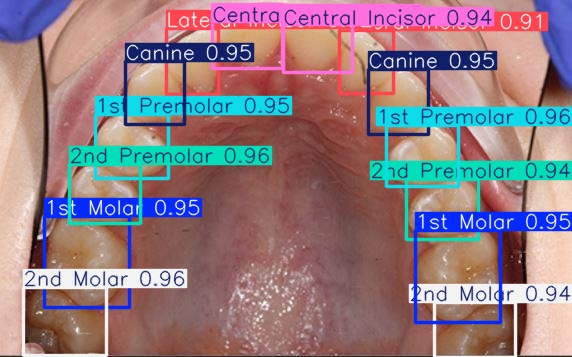 Late
Centra
Central Incisor 0.94
0.91
Canine 0.95
Canine 0.95
1st Premolar 0.95
1st Premolar 0.96
2nd Premolar 0.96
2nd Premolar 0.94
1st Molar 0.95
1st Molar 0.95
2nd Molar 0.96
2nd Molar 0.94